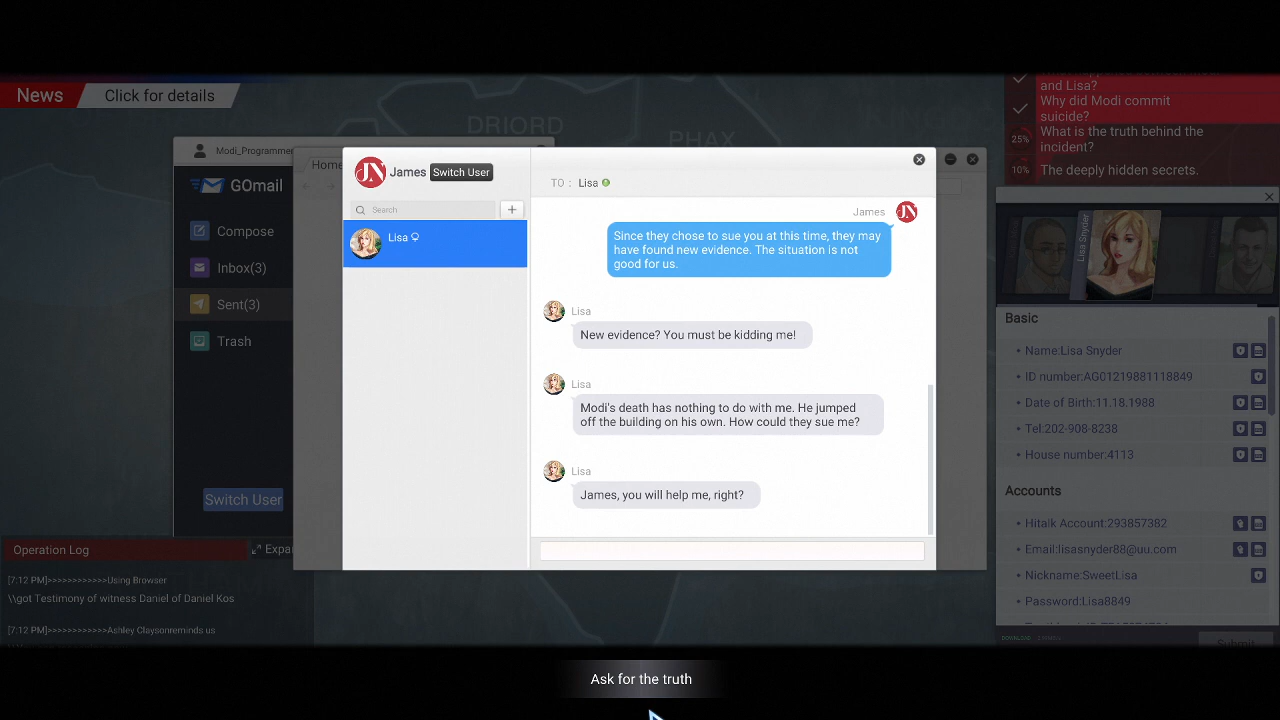 News
Click for details
DRIORD
PHAX
and Lisa?
Why did Modi commit
suicide?
25%
What is the truth behind the
incident?
10%
The deeply hidden secrets.
Modi_Programmer
GOmail
Compose
Inbox(3)
Sent(3)
Trash
Switch User
Home
JN
James
Switch User
Search
+
Lisa
TO : Lisa
James
JN
Since they chose to sue you at this time, they may
have found new evidence. The situation is not
good for us.
Lisa
New evidence? You must be kidding me!
Lisa
Modi's death has nothing to do with me. He jumped
off the building on his own. How could they sue me?
Lisa
James, you will help me, right?
Lisa Snyder
Basic
• Name:Lisa Snyder
• ID number:AG01219881118849
• Date of Birth:11.18.1988
• Tel:202-908-8238
• House number:4113
Accounts
• Hitalk Account:293857382
• Email:lisasnyder88@uu.com
• Nickname:SweetLisa
• Password:Lisa8849
DOWNLOAD
Submit
Operation Log
Expa
[7:12 PM]>>>>>>>>>>>>Using Browser
\\got Testimony of witness Daniel of Daniel Kos
[7:12 PM]>>>>>>>>>>>>Ashley Claysonreminds us
Ask for the truth